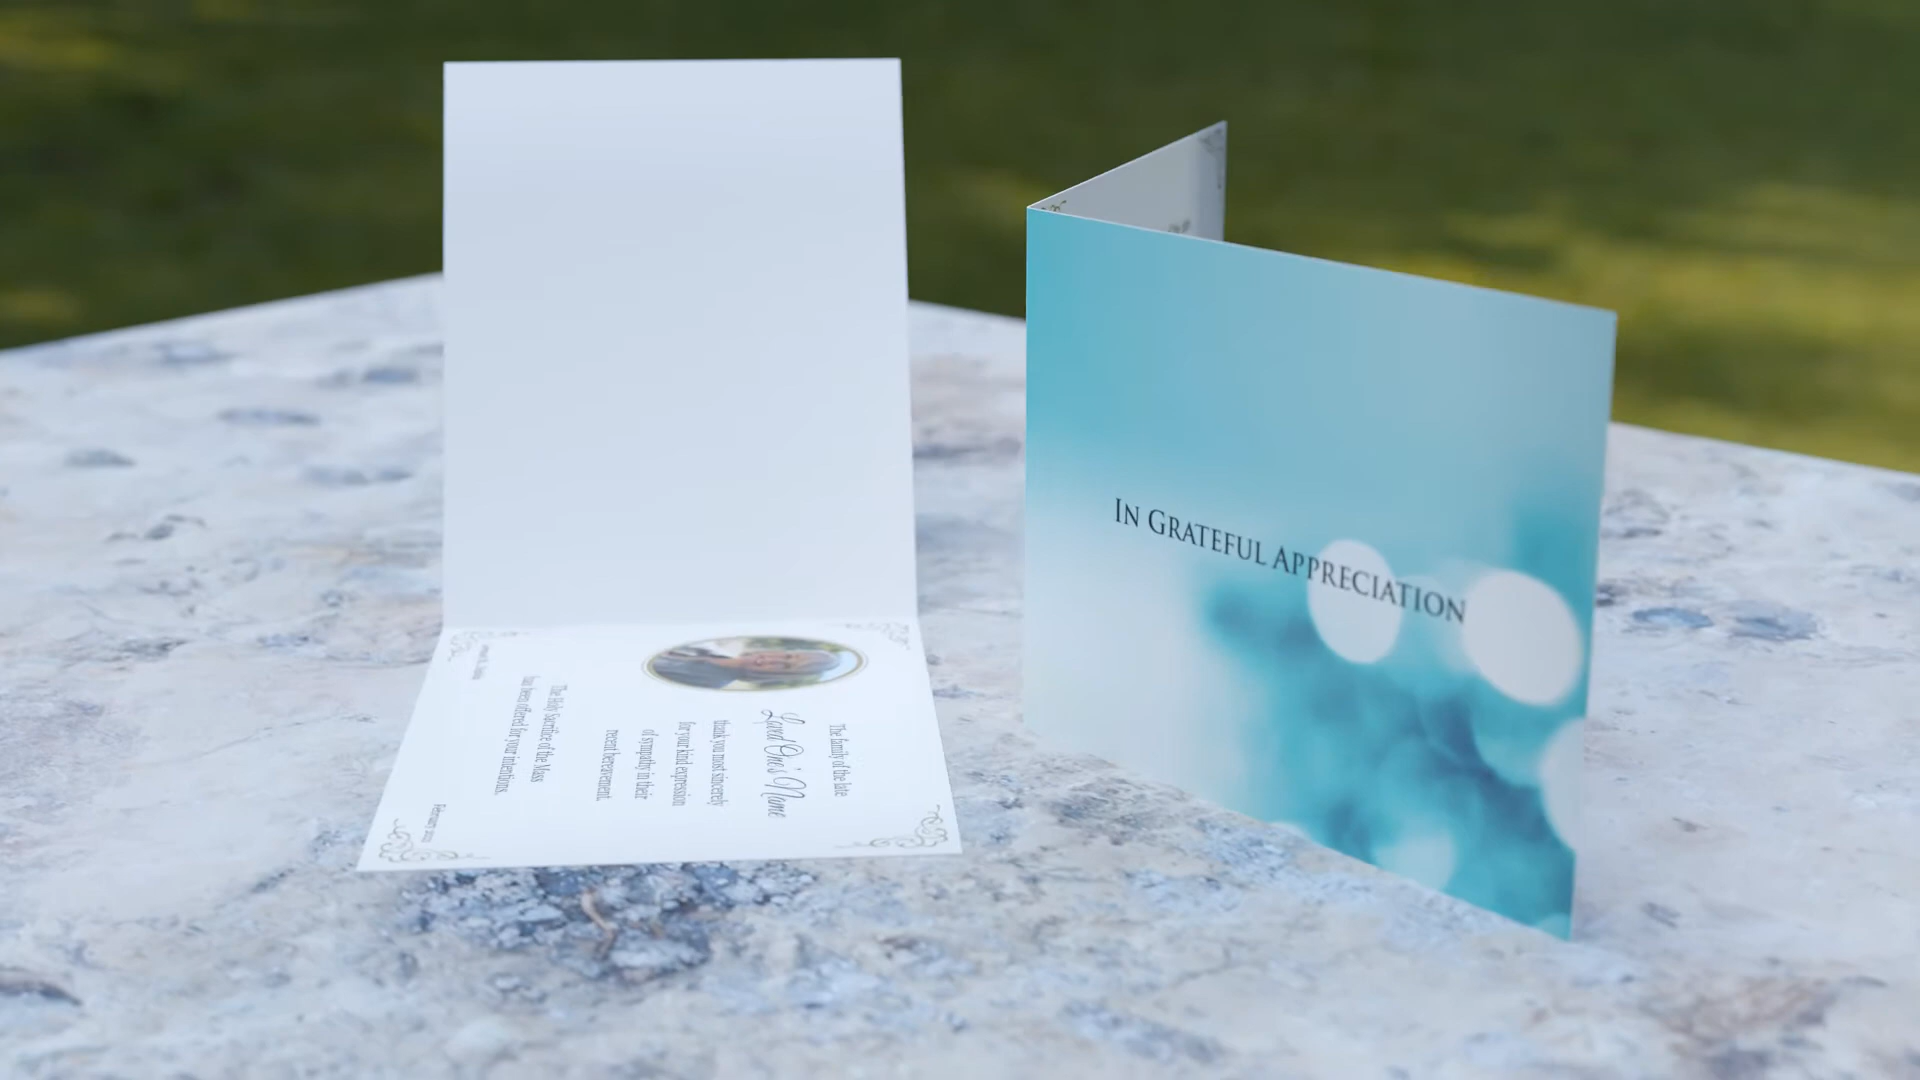 The family of the late
Loved One's Name
thank you most sincerely
for your kind expression
of sympathy in their
recent bereavement.
The Holy Sacrifice of the Mass
has been offered for your intentions.
IN GRATEFUL APPRECIATION